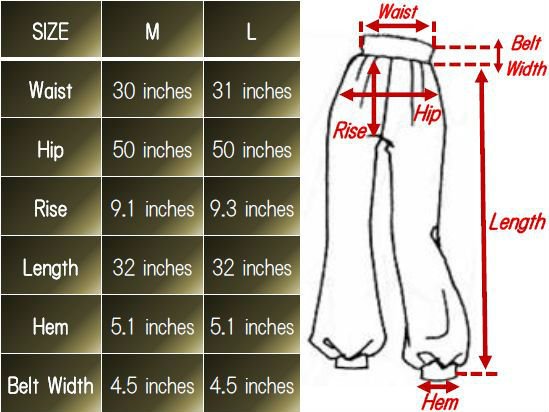 SIZE M L
Waist 30 inches 31 inches
Hip 50 inches 50 inches
Rise 9.1 inches 9.3 inches
Length 32 inches 32 inches
Hem 5.1 inches 5.1 inches
Belt Width 4.5 inches 4.5 inches
Waist
Belt
Width
Hip
Rise
Length
Hem